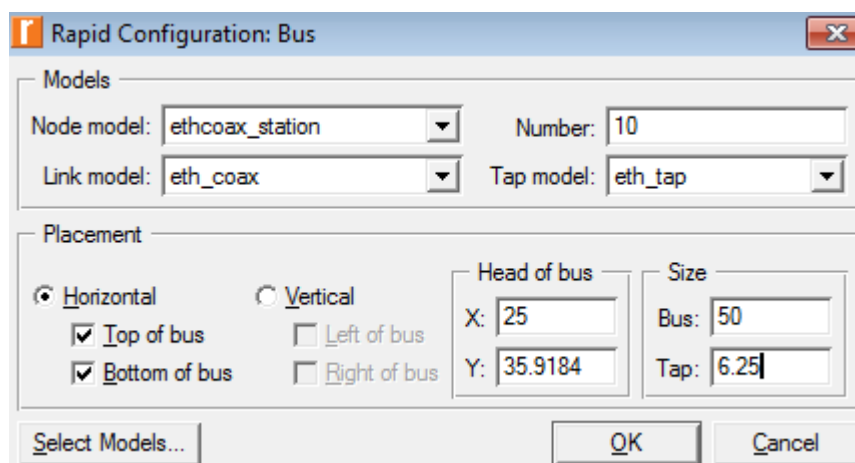 Rapid Configuration: Bus
Models
Node model: ethcoax_station Number: 10
Link model: eth_coax Tap model: eth_tap
Placement
Horizontal Vertical
Top of bus Left of bus
Bottom of bus Right of bus
Head of bus
X: 25
Y: 35.9184
Size
Bus: 50
Tap: 6.25
Select Models... OK Cancel